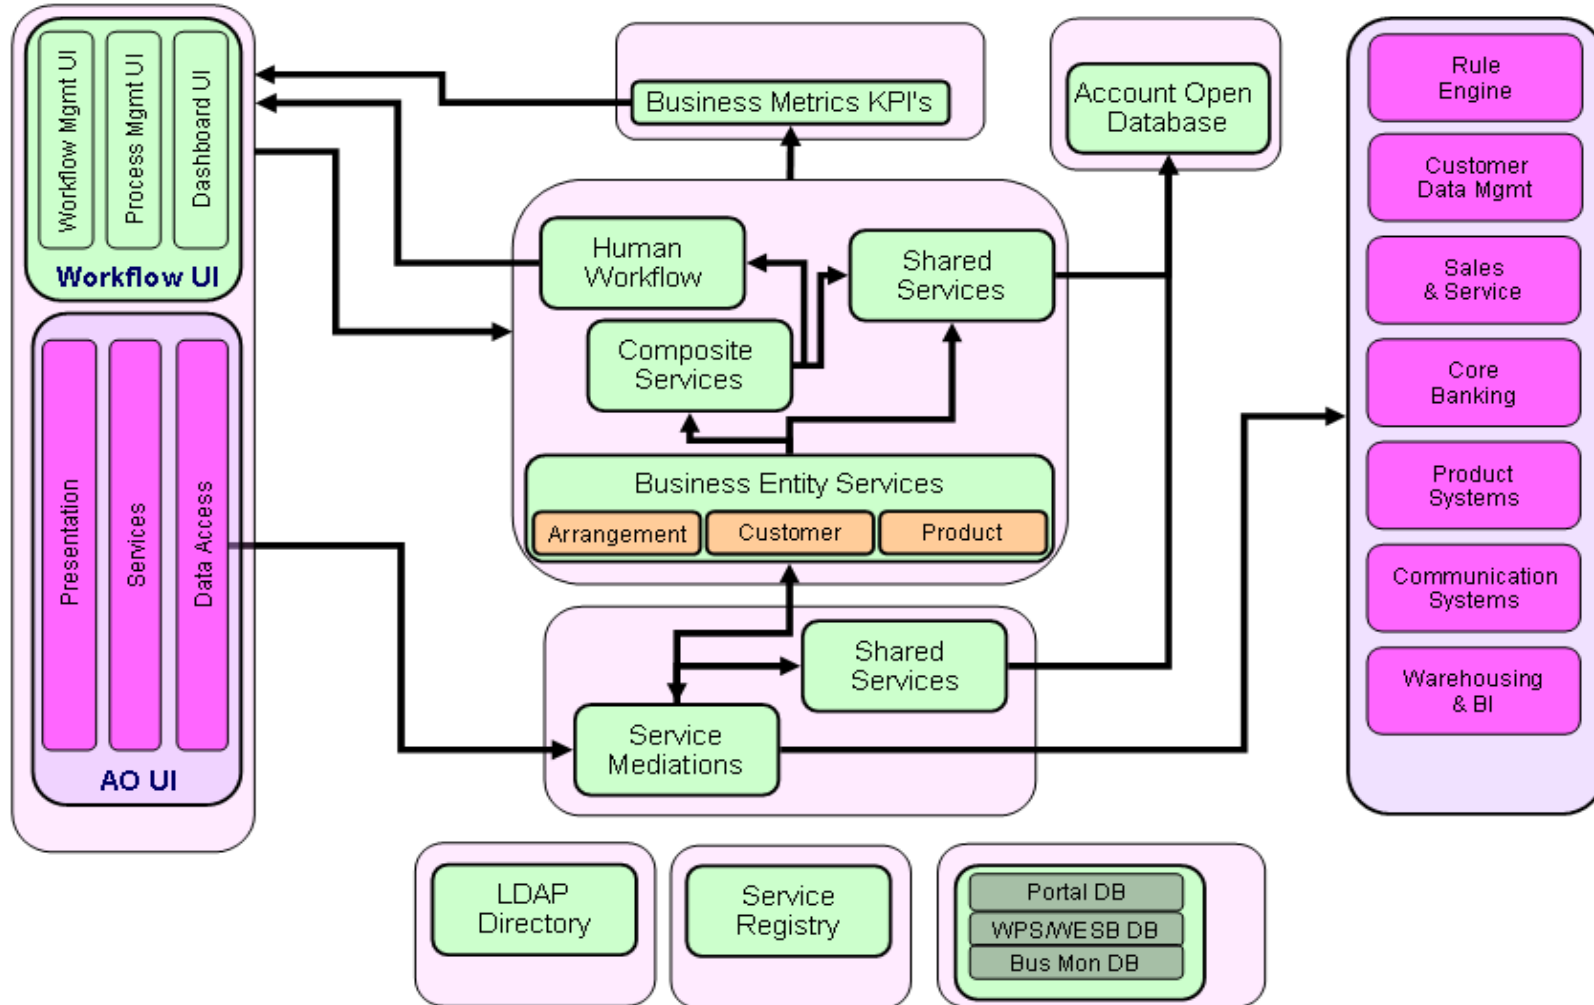 Workflow Mgmt UI
Process Mgmt UI
Dashboard UI
Workflow UI
Presentation
Services
Data Access
AO UI
Business Metrics KPI's
Account Open
Database
Human
Workflow
Shared
Services
Composite
Services
Business Entity Services
Arrangement
Customer
Product
Shared
Services
Service
Mediations
LDAP
Directory
Service
Registry
Portal DB
WPS/WESB DB
Bus Mon DB
Rule
Engine
Customer
Data Mgmt
Sales
& Service
Core
Banking
Product
Systems
Communication
Systems
Warehousing
& BI